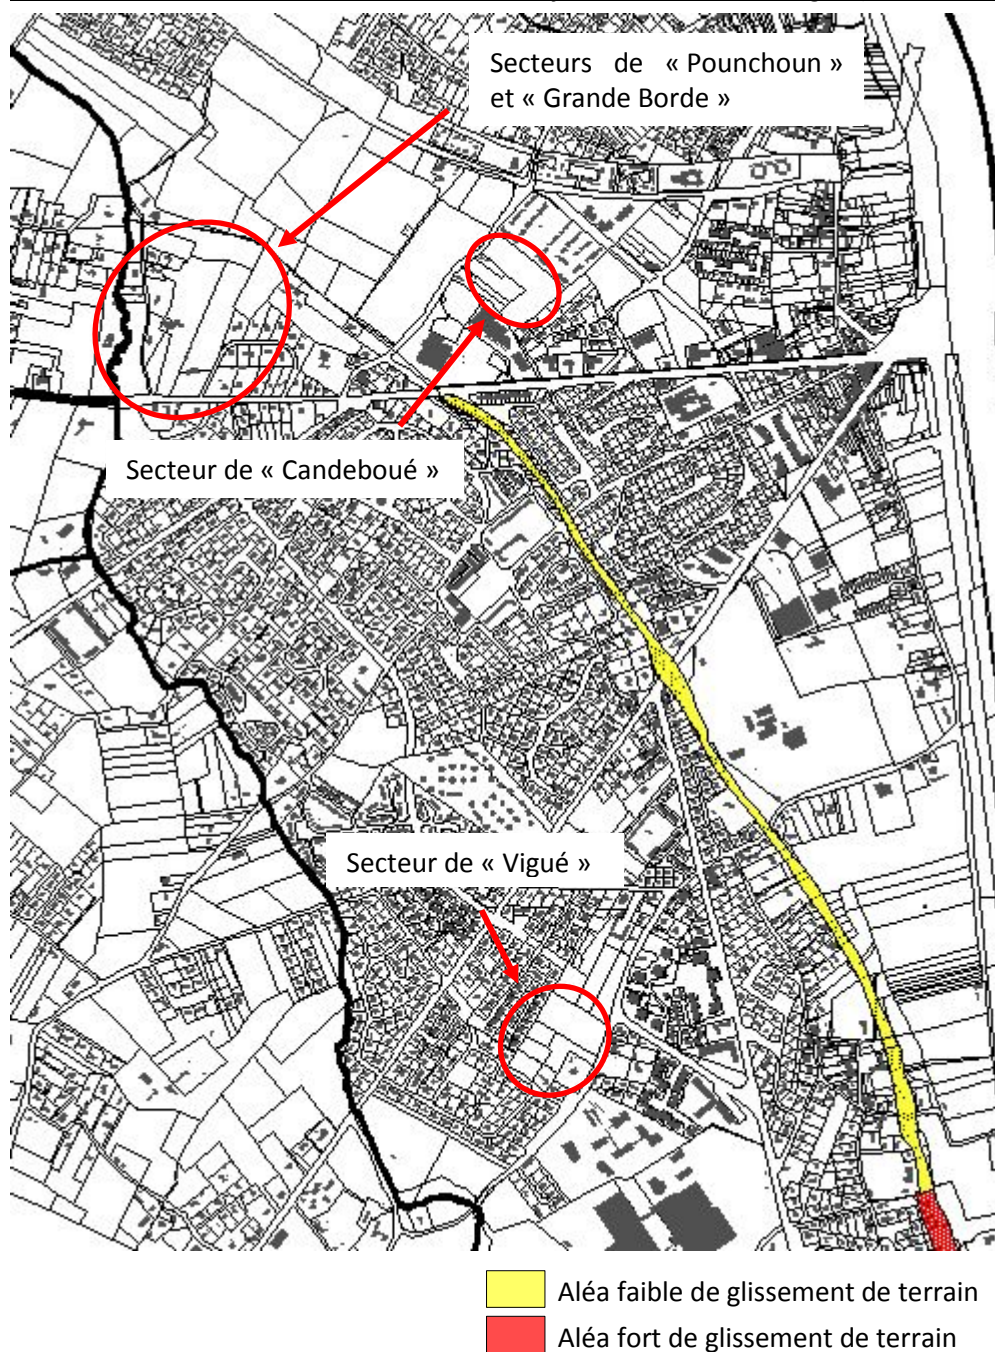 Secteurs de « Pounchoun »
et « Grande Borde »
Secteur de « Candeboué »
Secteur de « Vigué »
Aléa faible de glissement de terrain
Aléa fort de glissement de terrain